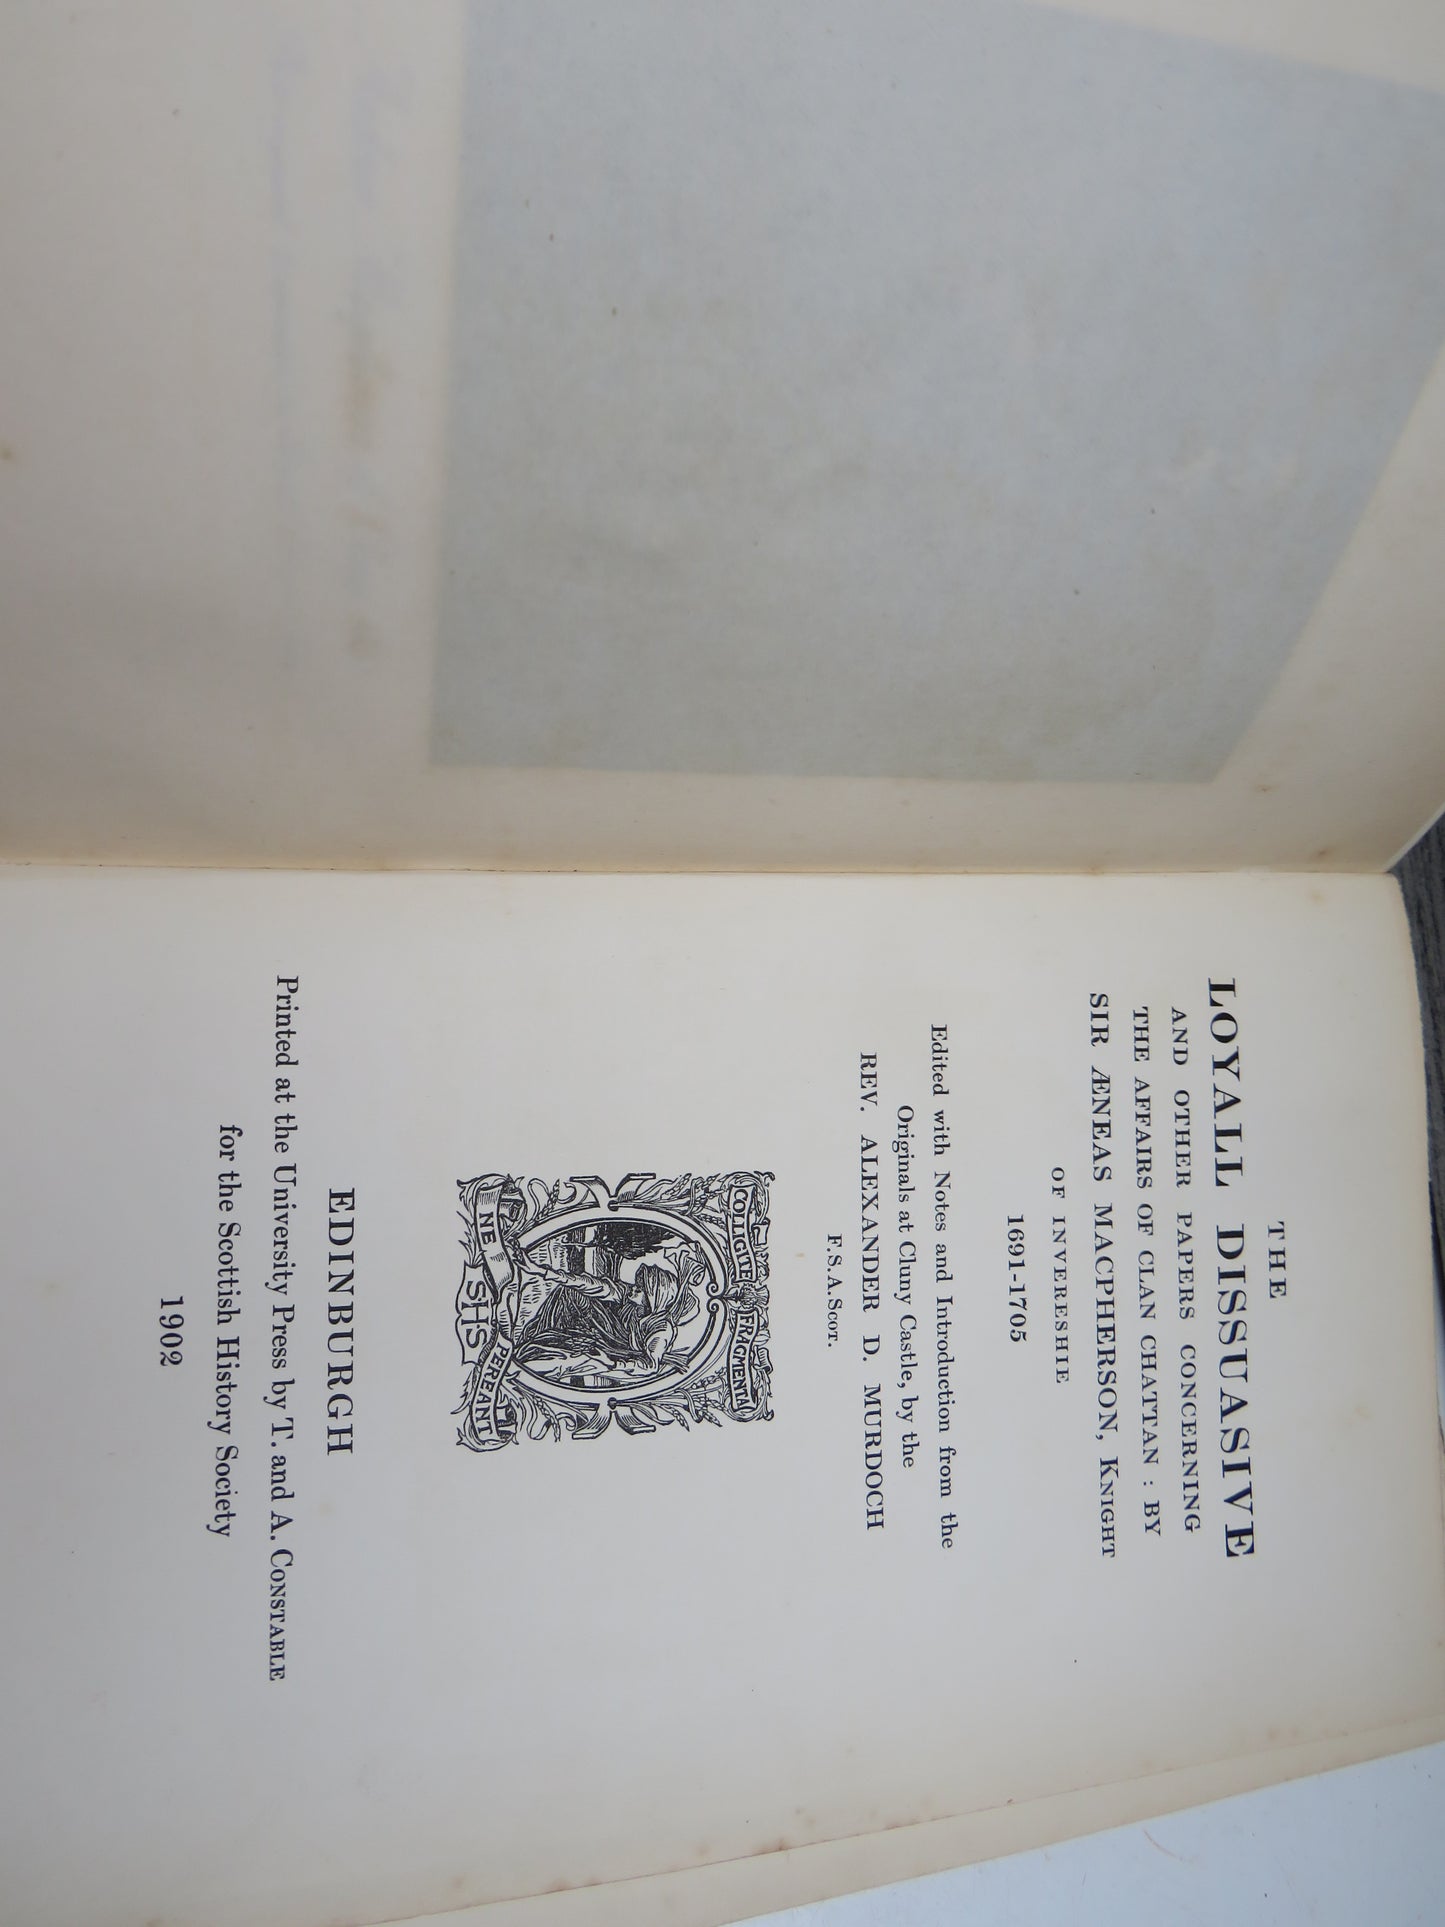 THE
LOYALL DISSUASIVE
AND OTHER PAPERS CONCERNING
THE AFFAIRS OF CLAN CHATTAN : BY
SIR ÆNEAS MACPHERSON, KNIGHT
OF INVERESHIE
1691-1705
Edited with Notes and Introduction from the
Originals at Cluny Castle, by the
REV. ALEXANDER D. MURDOCH
F.S.A.SCOT.
COLLIGITE FRAGMENTA
NE PEREANT
SHS
EDINBURGH
Printed at the University Press by T. and A. CONSTABLE
for the Scottish History Society
1902